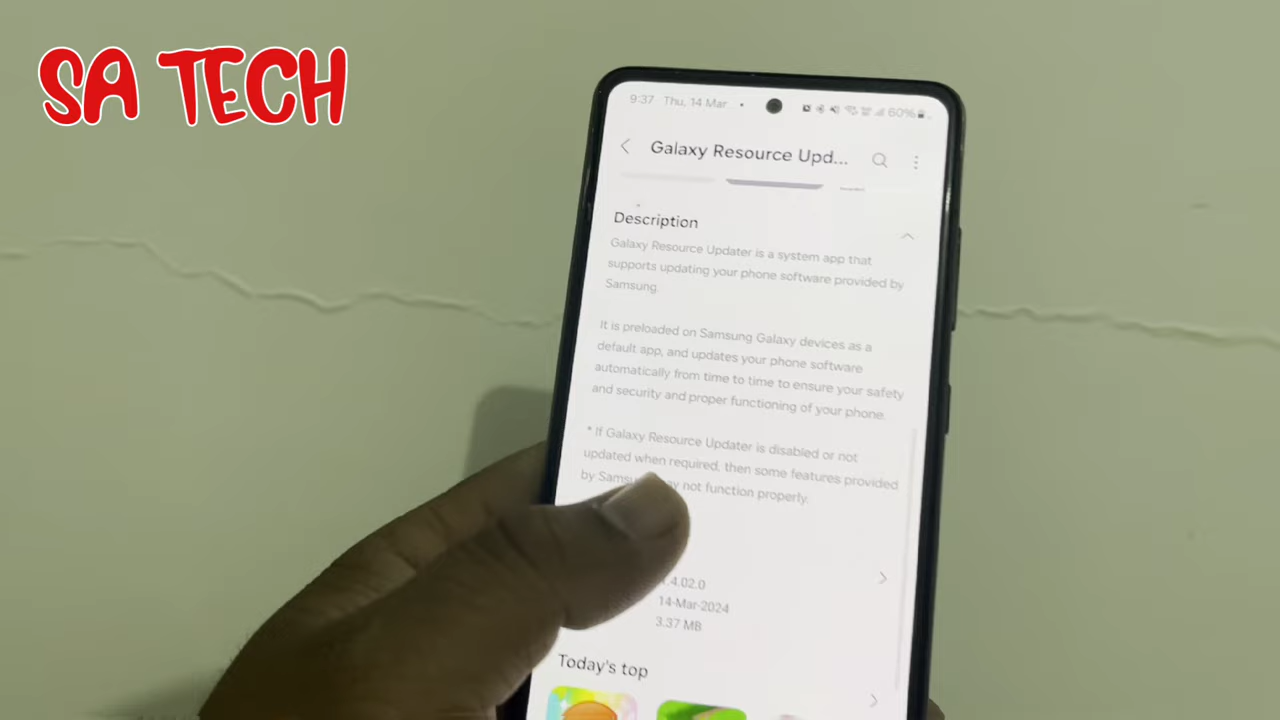 SA TECH
9:37 Thu, 14 Mar •
60%
Galaxy Resource Upd...
Description
Galaxy Resource Updater is a system app that
supports updating your phone software provided by
Samsung.
It is preloaded on Samsung Galaxy devices as a
default app, and updates your phone software
automatically from time to time to ensure your safety
and security and proper functioning of your phone.
* If Galaxy Resource Updater is disabled or not
updated when required, then some features provided
by not function properly.
.4.02.0
14-Mar-2024
3.37 MB
Today's top